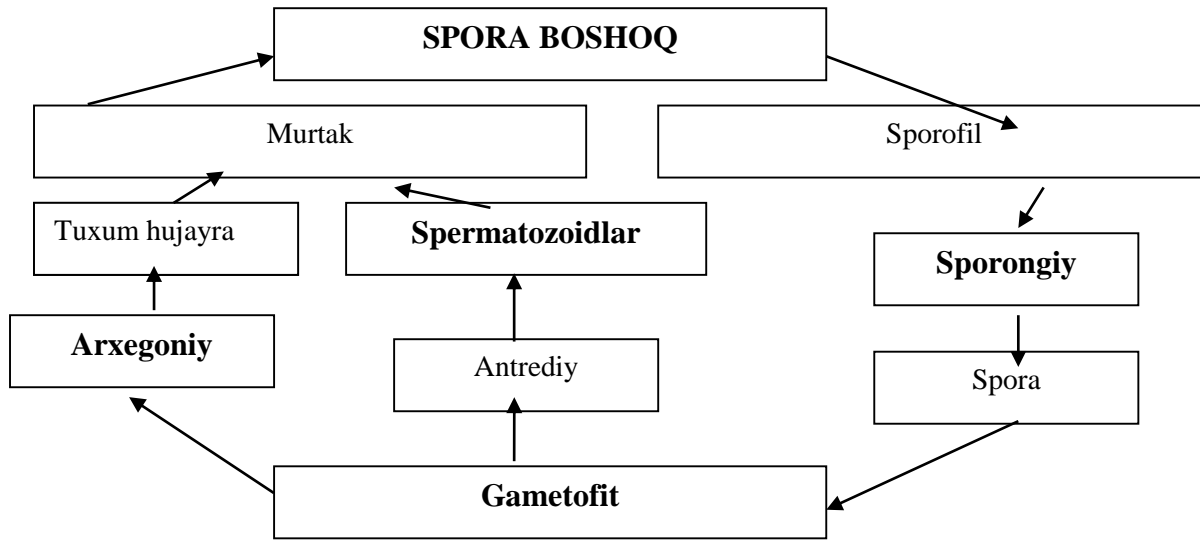 SPORA BOSHOQ
Murtak
Sporofil
Tuxum hujayra
Spermatozoidlar
Sporongiy
Arxegoniy
Antrediy
Spora
Gametofit